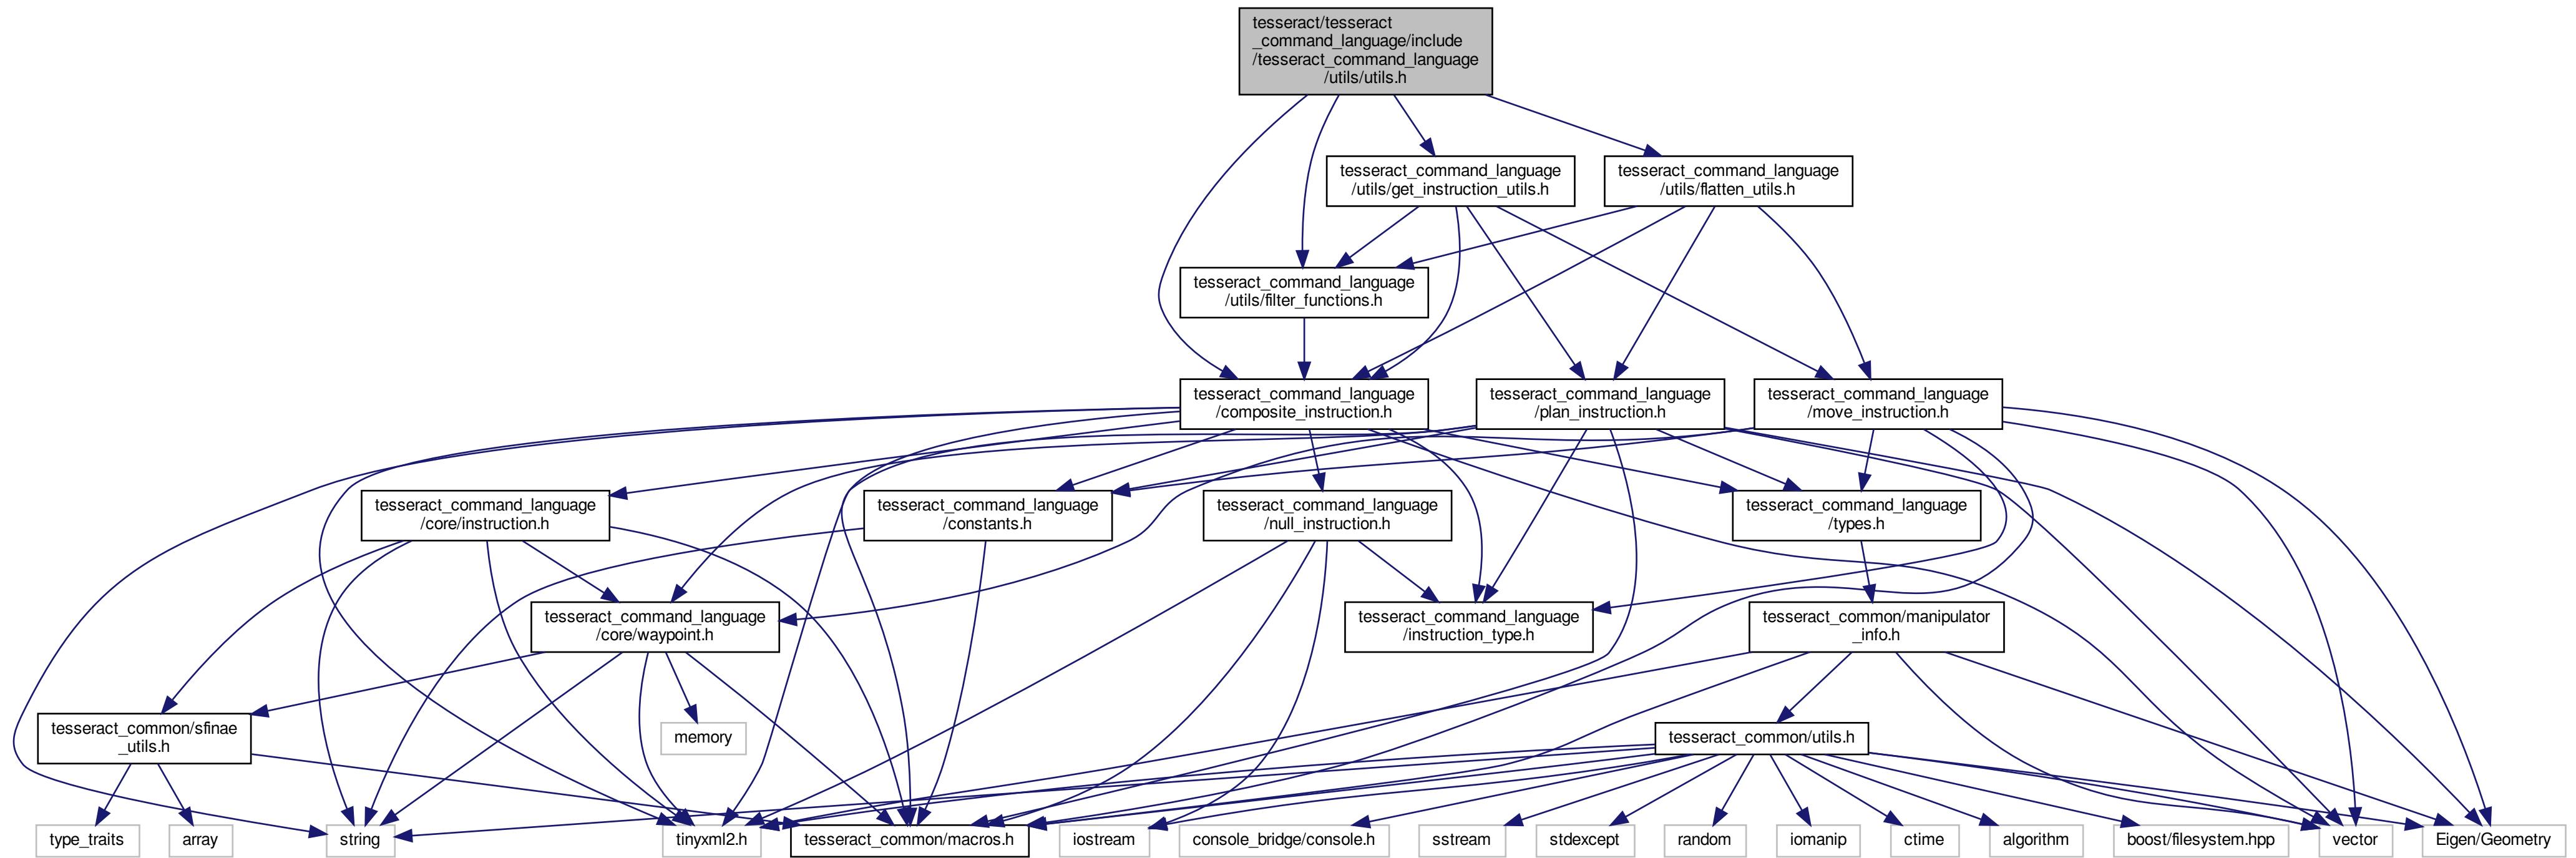 tesseract/tesseract
_command_language/include
/tesseract_command_language
/utils/utils.h
tesseract_command_language
/utils/get_instruction_utils.h
tesseract_command_language
/utils/flatten_utils.h
tesseract_command_language
/utils/filter_functions.h
tesseract_command_language
/composite_instruction.h
tesseract_command_language
/plan_instruction.h
tesseract_command_language
/move_instruction.h
tesseract_command_language
/core/instruction.h
tesseract_command_language
/constants.h
tesseract_command_language
/null_instruction.h
tesseract_command_language
/types.h
tesseract_command_language
/core/waypoint.h
tesseract_command_language
/instruction_type.h
tesseract_common/manipulator
_info.h
tesseract_common/sfinae
_utils.h
memory
tesseract_common/utils.h
type_traits
array
string
tinyxml2.h
tesseract_common/macros.h
iostream
console_bridge/console.h
sstream
stdexcept
random
iomanip
ctime
algorithm
boost/filesystem.hpp
vector
Eigen/Geometry